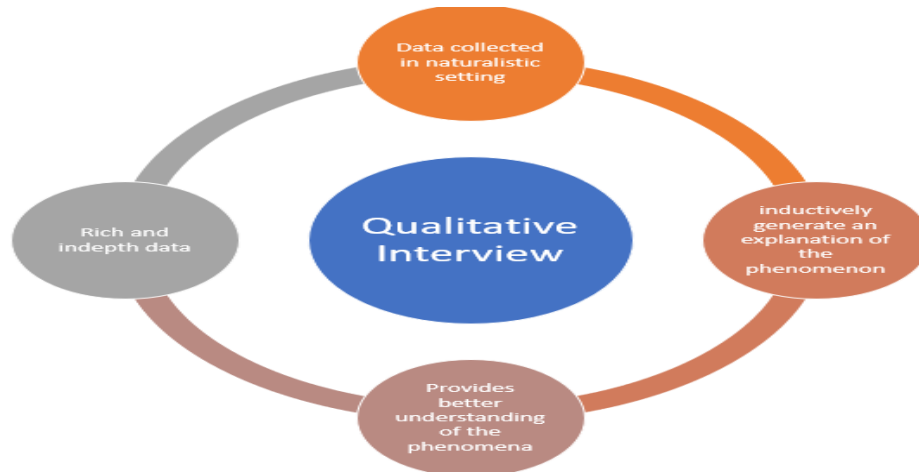 Data collected
in naturalistic
setting
Qualitative
Interview
Rich and
indepth data
inductively
generate an
explanation of
the
phenomenon
Provides
better
understanding
of the
phenomena